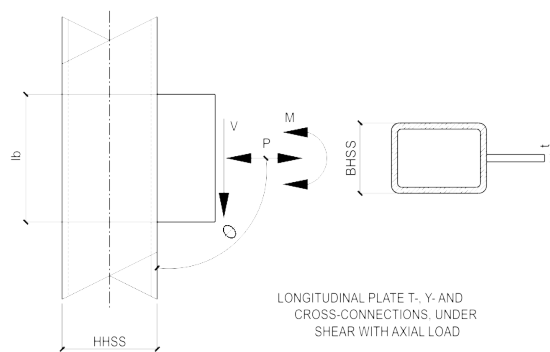 V
M
P
lb
BHSS
t
O
HHSS
LONGITUDINAL PLATE T-, Y- AND
CROSS-CONNECTIONS, UNDER
SHEAR WITH AXIAL LOAD